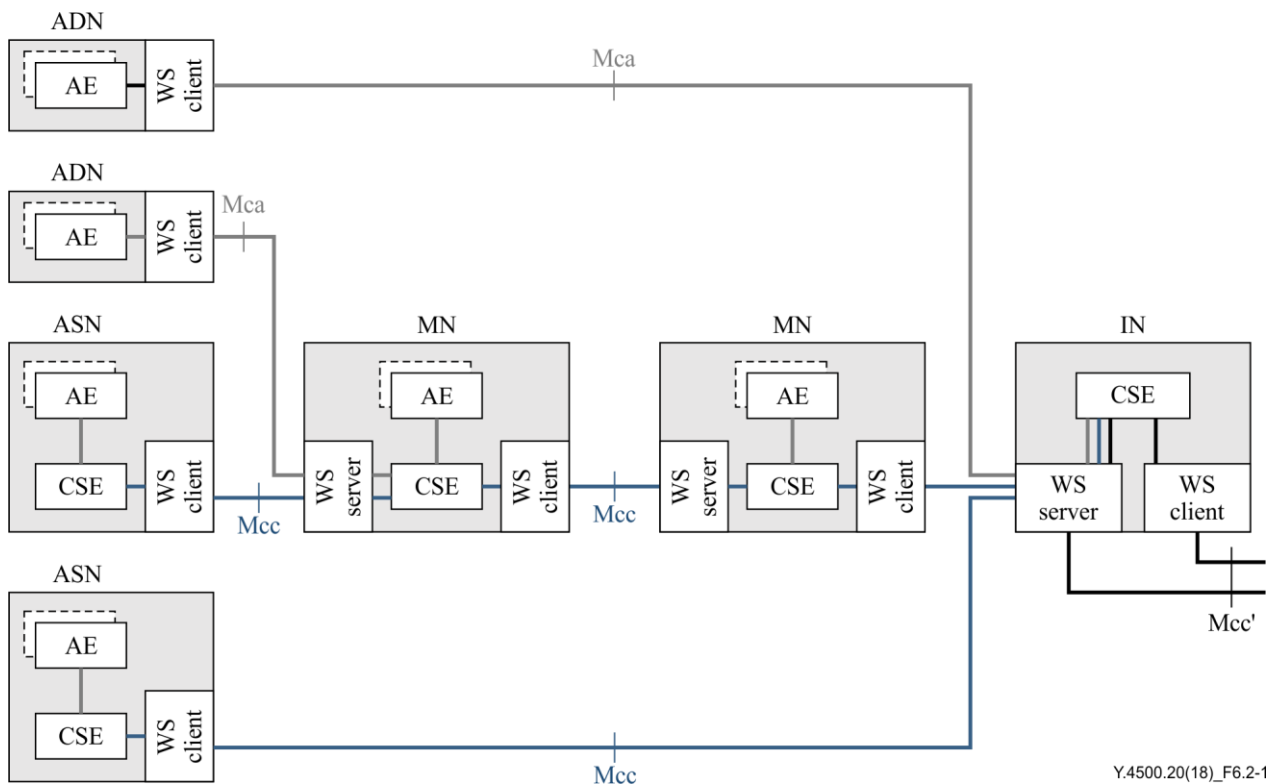 ADN
AE
WS
client
Mca
ADN
AE
WS
client
Mca
ASN
AE
CSE
WS
client
Mcc
MN
AE
WS
server
CSE
WS
client
Mcc
MN
AE
WS
server
CSE
WS
client
IN
CSE
WS
server
WS
client
Mcc'
ASN
AE
CSE
WS
client
Mcc
Y.4500.20(18)_F6.2-1